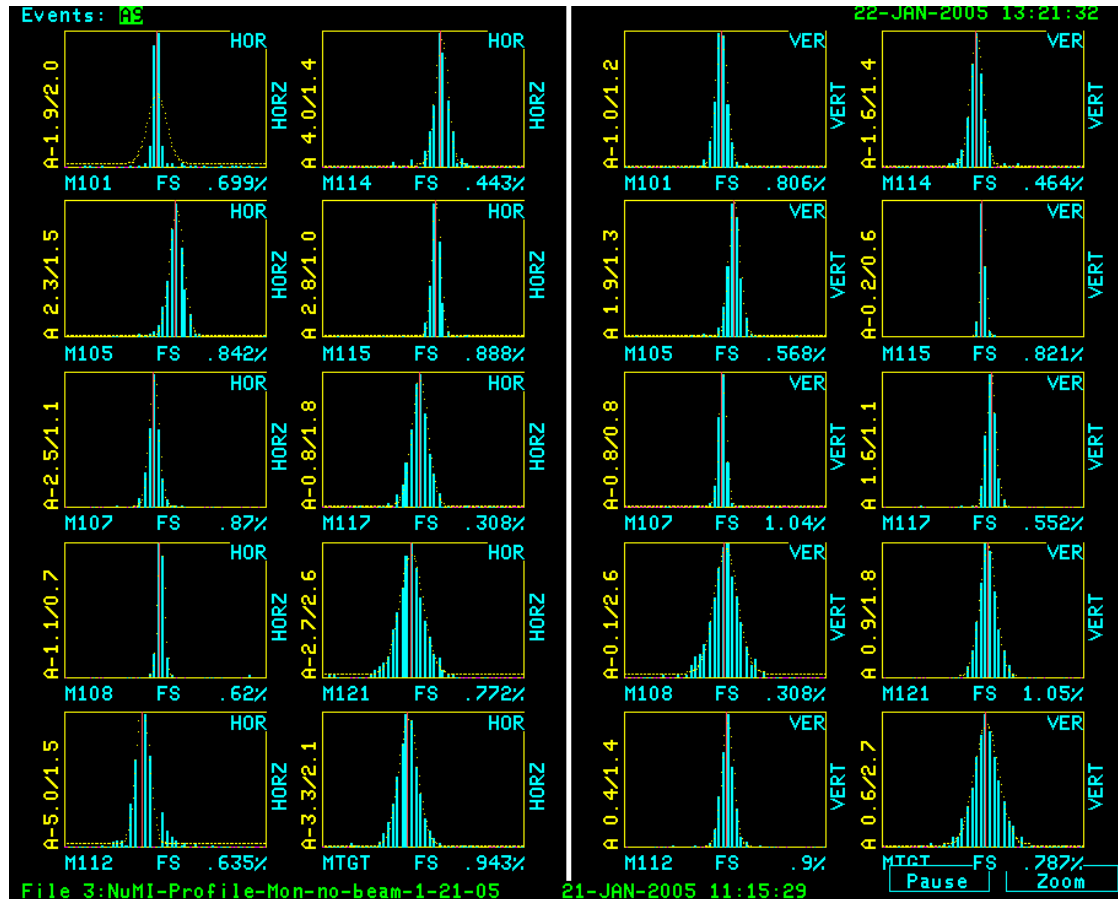 Events: A9
22-JAN-2005 13:21:32
A-1.9/2.0 HOR HORZ
M101 FS .699%
A 4.0/1.4 HOR HORZ
M114 FS .443%
A-1.0/1.2 VER VERT
M101 FS .806%
A-1.6/1.4 VER VERT
M114 FS .464%
A 2.3/1.5 HOR HORZ
M105 FS .842%
A 2.8/1.0 HOR HORZ
M115 FS .888%
A 1.9/1.3 VER VERT
M105 FS .568%
A-0.2/0.6 VER VERT
M115 FS .821%
A-2.5/1.1 HOR HORZ
M107 FS .87%
A-0.8/1.8 HOR HORZ
M117 FS .308%
A-0.8/0.8 VER VERT
M107 FS 1.04%
A 1.6/1.1 VER VERT
M117 FS .552%
A-1.1/0.7 HOR HORZ
M108 FS .62%
A-2.7/2.6 HOR HORZ
M121 FS .772%
A-0.1/2.6 VER VERT
M108 FS .308%
A 0.9/1.8 VER VERT
M121 FS 1.05%
A-5.0/1.5 HOR HORZ
M112 FS .635%
A-3.3/2.1 HOR HORZ
MTGT FS .943%
A 0.4/1.4 VER VERT
M112 FS .9%
A 0.6/2.7 VER VERT
MTGT FS .787%
Pause Zoom
File 3:NuMI-Profile-Mon-no-beam-1-21-05 21-JAN-2005 11:15:29